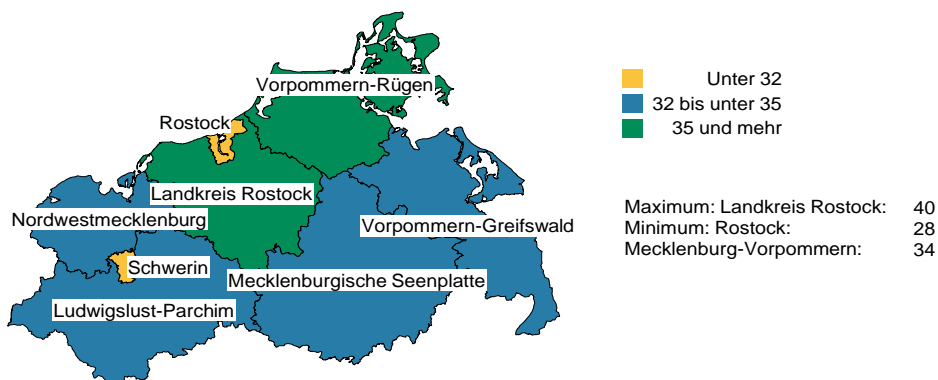 Vorpommern-Rügen
Rostock
Landkreis Rostock
Nordwestmecklenburg
Vorpommern-Greifswald
Schwerin
Mecklenburgische Seenplatte
Ludwigslust-Parchim
Unter 32
32 bis unter 35
35 und mehr
Maximum: Landkreis Rostock: 40
Minimum: Rostock: 28
Mecklenburg-Vorpommern: 34